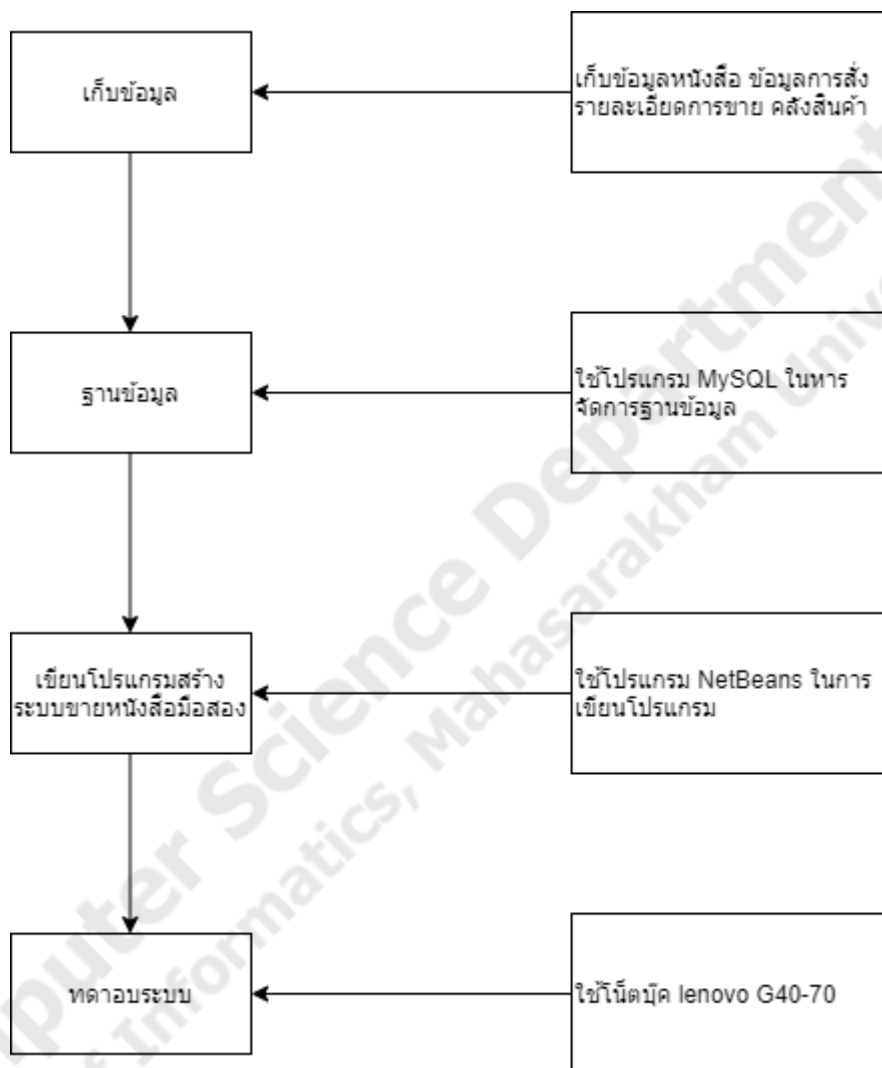 เก็บข้อมูล
เก็บข้อมูลหนังสือ ข้อมูลการสั่ง
รายละเอียดการขาย คลังสินค้า
ฐานข้อมูล
ใช้โปรแกรม MySQL ในหาร
จัดการฐานข้อมูล
เขียนโปรแกรมสร้าง
ระบบขายหนังสือมือสอง
ใช้โปรแกรม NetBeans ในการ
เขียนโปรแกรม
ทดาอบระบบ
ใช้โน็ตบุ๊ค lenovo G40-70
puter Science Department
of Informatics, Mahasarakham Unive